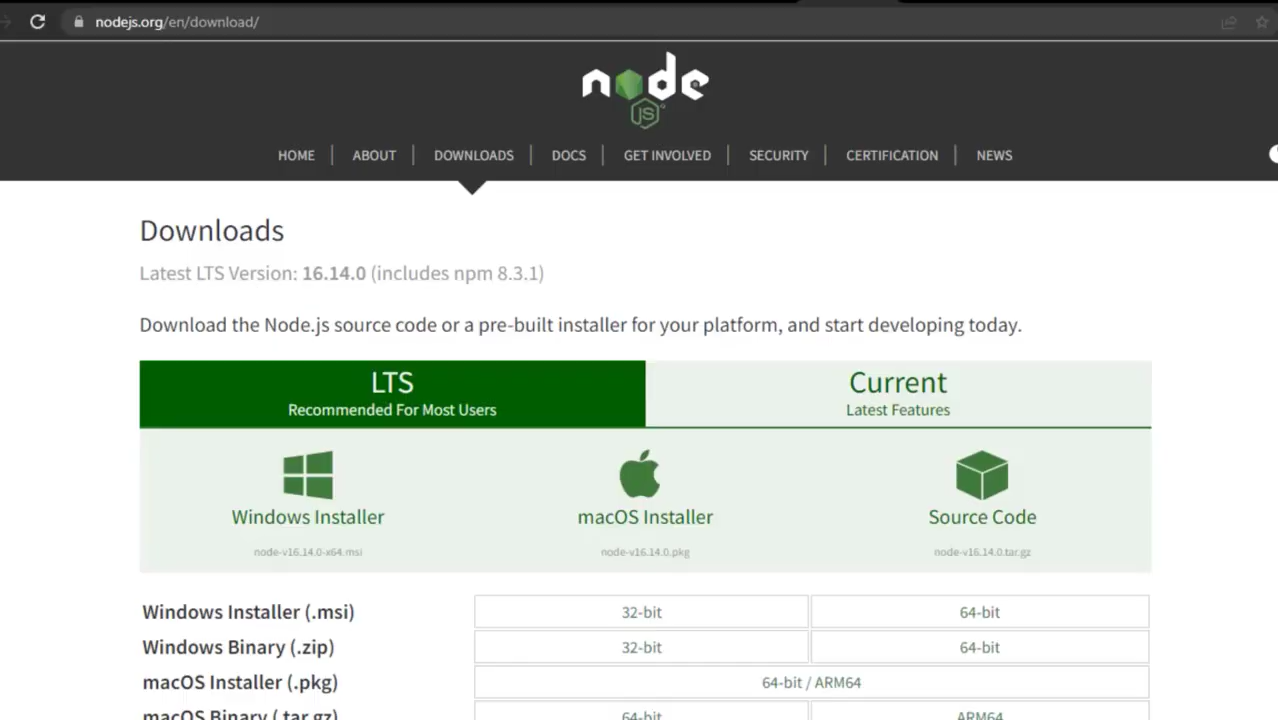 nodejs.org/en/download/
node
JS
HOME ABOUT DOWNLOADS DOCS GET INVOLVED SECURITY CERTIFICATION NEWS
Downloads
Latest LTS Version: 16.14.0 (includes npm 8.3.1)
Download the Node.js source code or a pre-built installer for your platform, and start developing today.
LTS Current
Recommended For Most Users Latest Features
Windows Installer macOS Installer Source Code
node-v16.14.0-x64.msi node-v16.14.0.pkg node-v16.14.0.tar.gz
Windows Installer (.msi) 32-bit 64-bit
Windows Binary (.zip) 32-bit 64-bit
macOS Installer (.pkg) 64-bit / ARM64
macOS Binary (.tar.gz) 64-bit ARM64